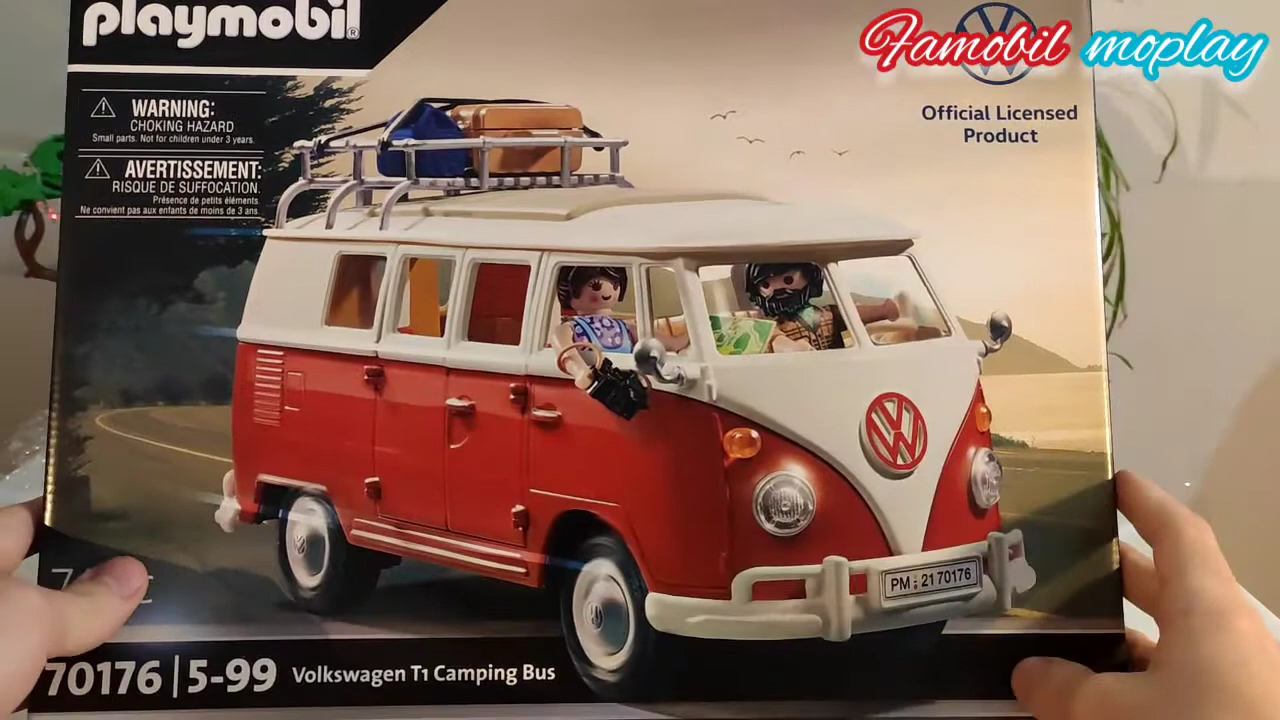 playmobil®
WARNING:
CHOKING HAZARD
Small parts. Not for children under 3 years.
AVERTISSEMENT:
RISQUE DE SUFFOCATION.
Présence de petits éléments.
Ne convient pas aux enfants de moins de 3 ans
Famobil moplay
Official Licensed
Product
PM 21 70176
70176 | 5-99 Volkswagen T1 Camping Bus